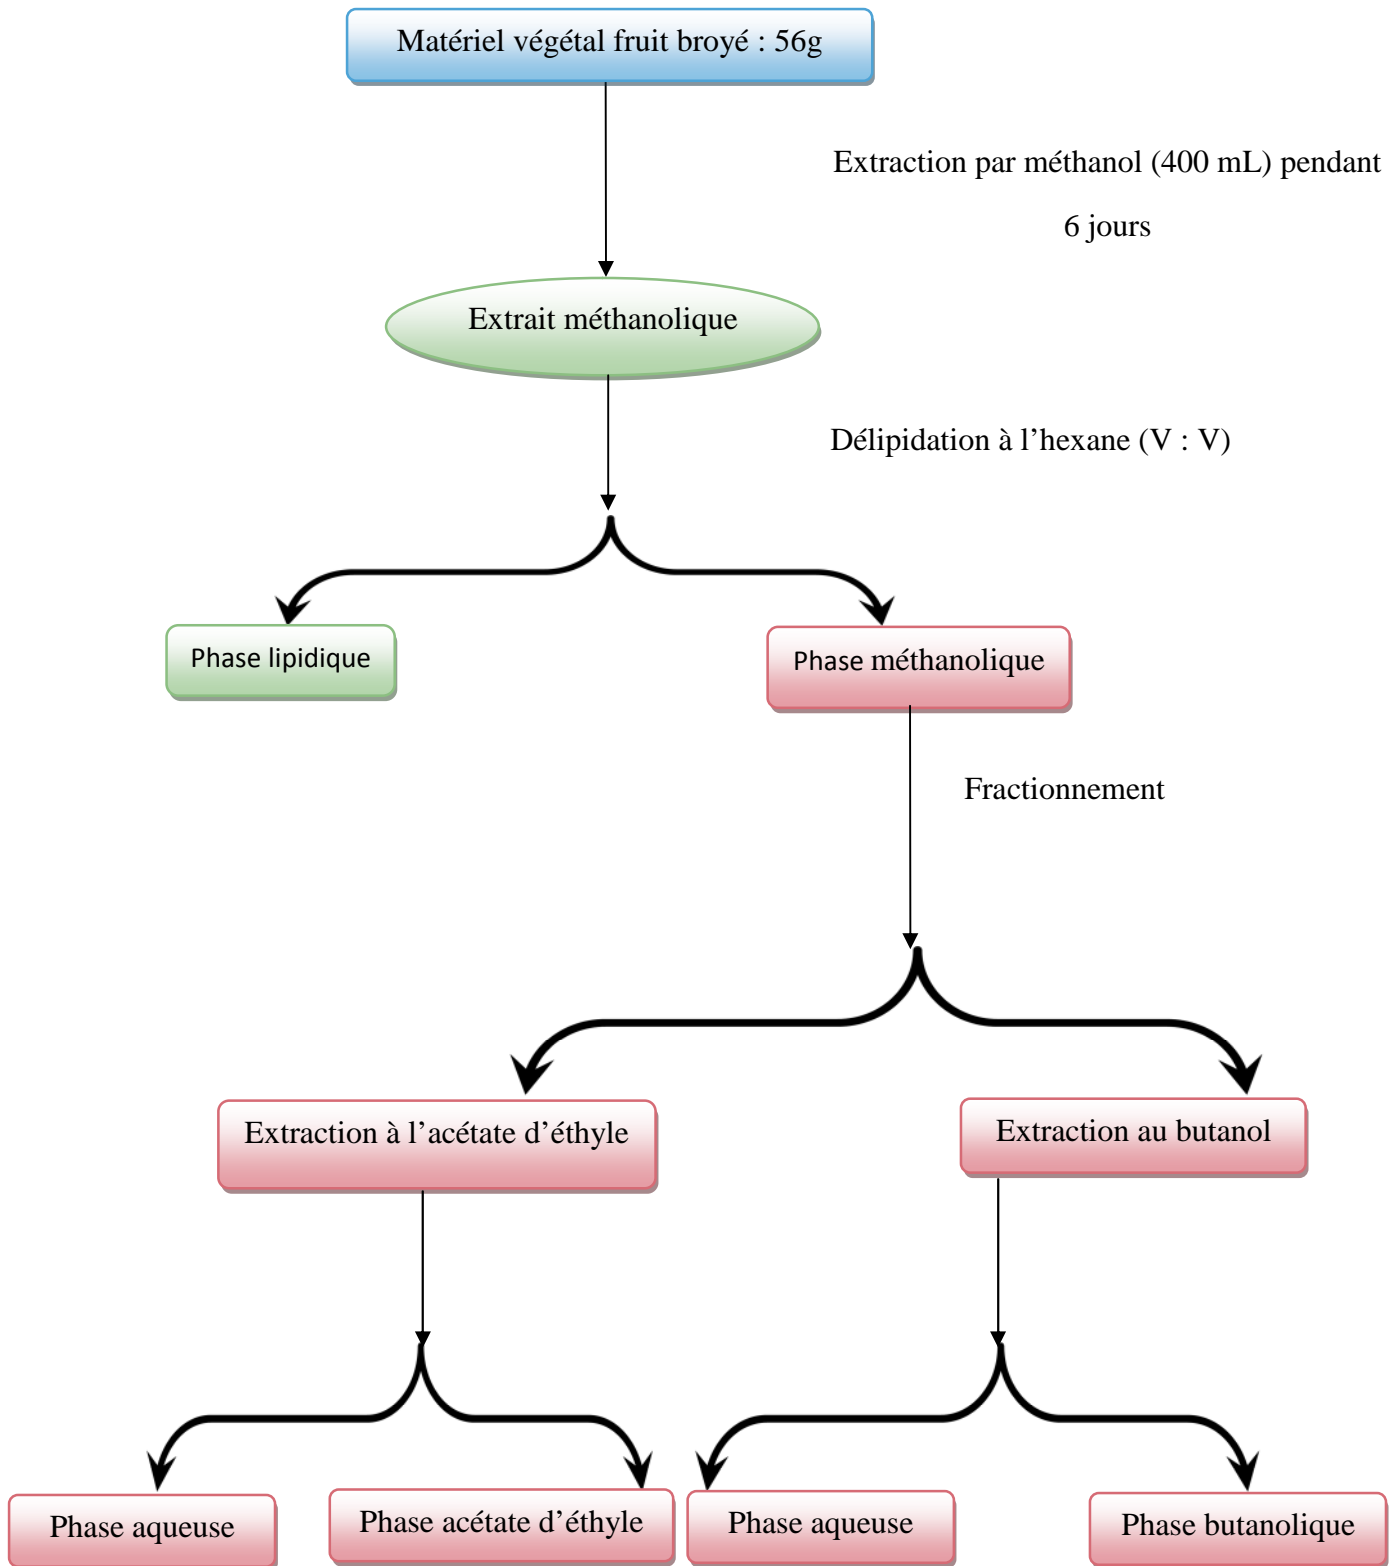 Matériel végétal fruit broyé : 56g
Extraction par méthanol (400 mL) pendant
6 jours
Extrait méthanolique
Délipidation à l’hexane (V : V)
Phase lipidique
Phase méthanolique
Fractionnement
Extraction à l’acétate d’éthyle
Extraction au butanol
Phase aqueuse
Phase acétate d’éthyle
Phase aqueuse
Phase butanolique